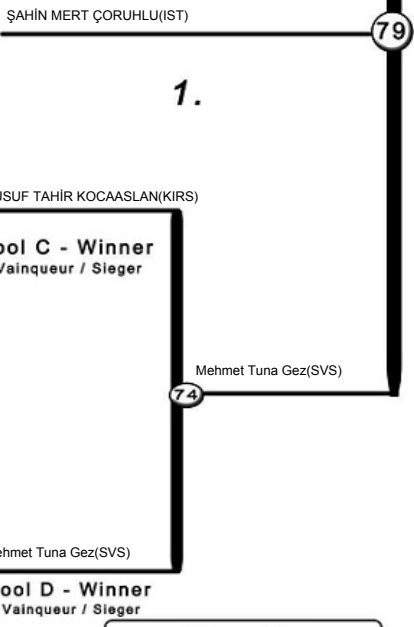 ŞAHİN MERT ÇORUHLU(IST)
79
1.
USUF TAHİR KOCAASLAN(KIRS)
ool C - Winner
Vainqueur / Sieger
Mehmet Tuna Gez(SVS)
74
ehmet Tuna Gez(SVS)
ool D - Winner
Vainqueur / Sieger